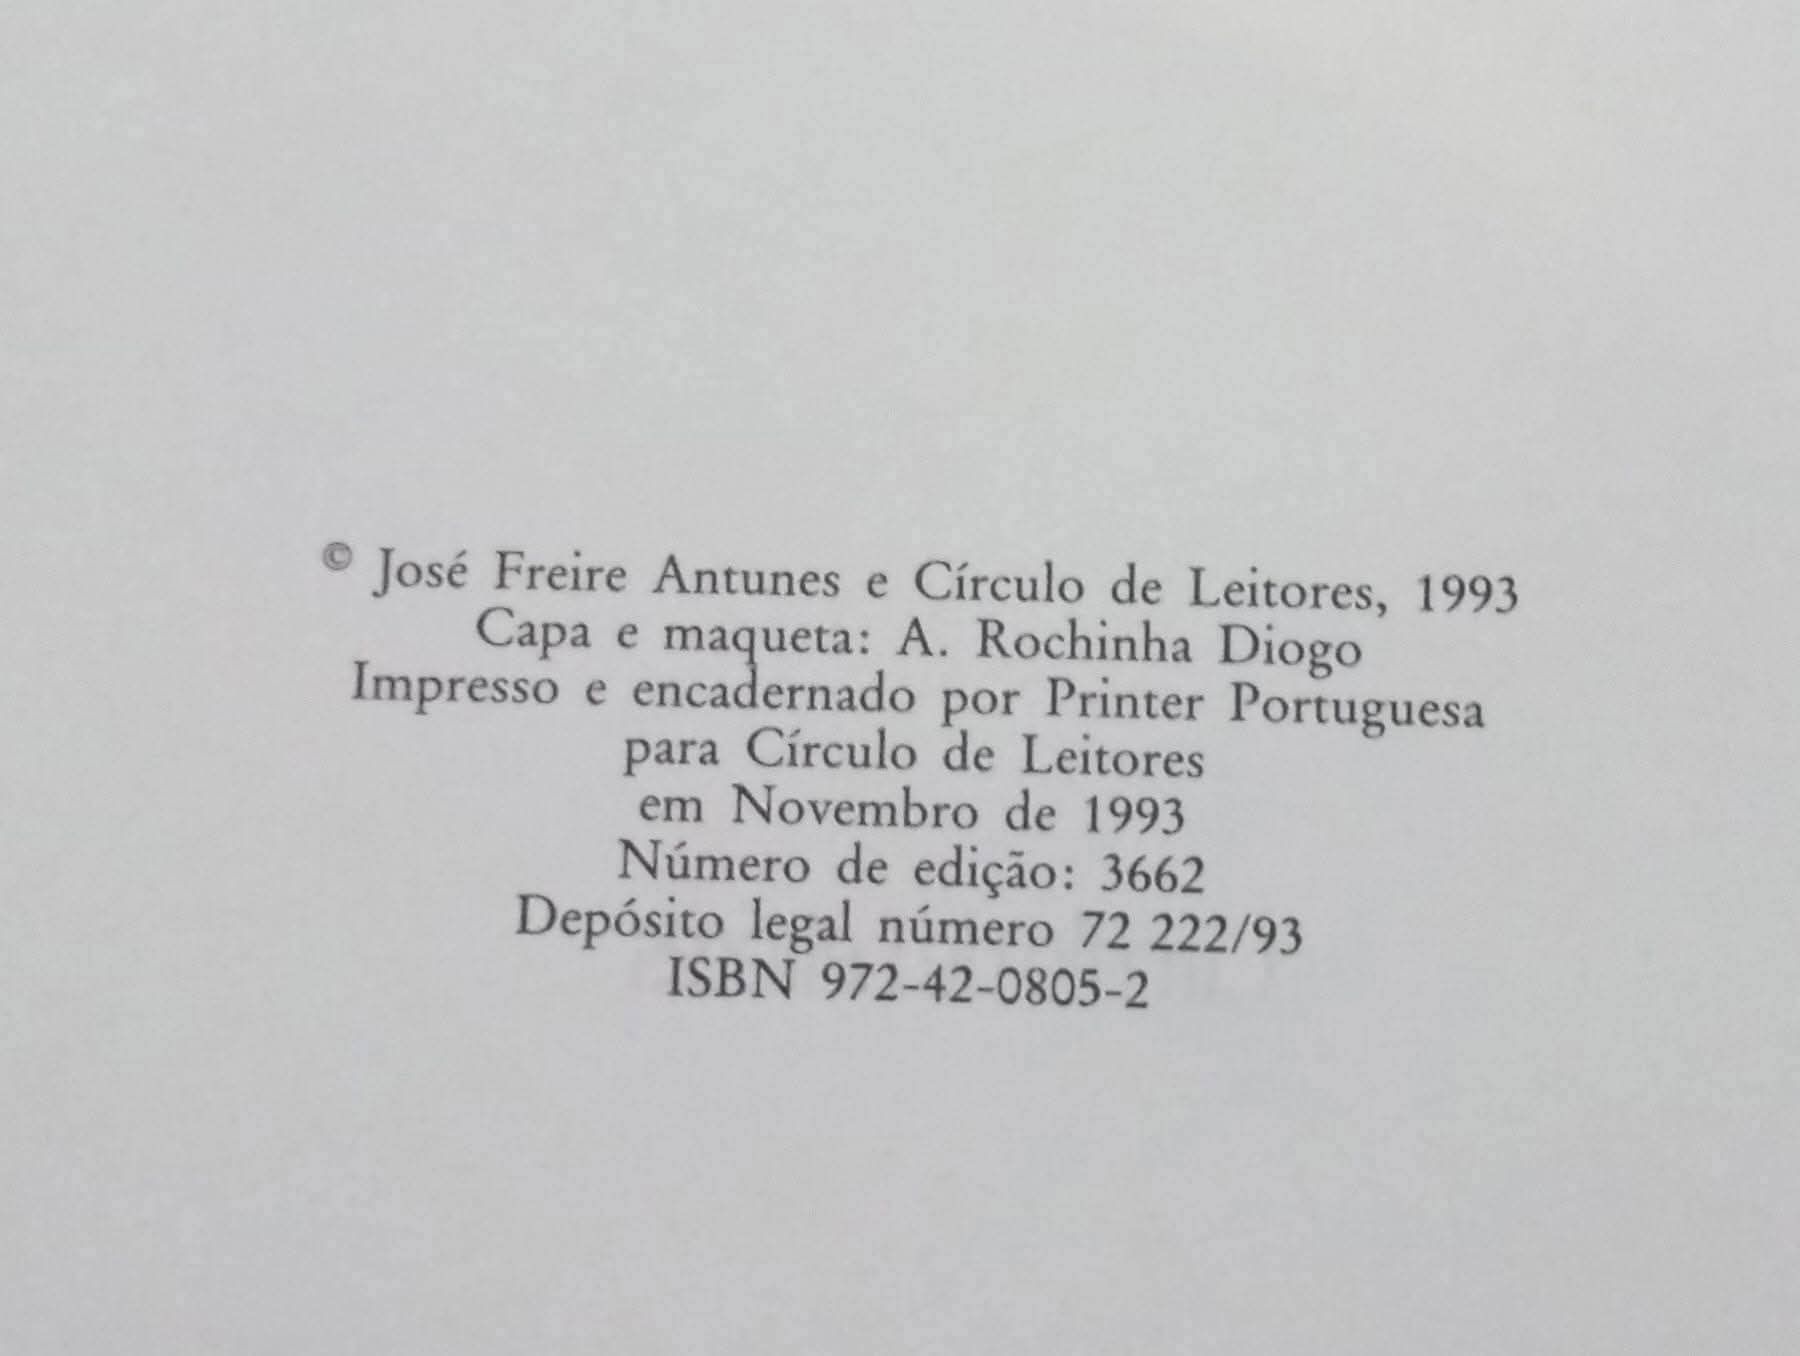 © José Freire Antunes e Círculo de Leitores, 1993
Capa e maqueta: A. Rochinha Diogo
Impresso e encadernado por Printer Portuguesa
para Círculo de Leitores
em Novembro de 1993
Número de edição: 3662
Depósito legal número 72 222/93
ISBN 972-42-0805-2